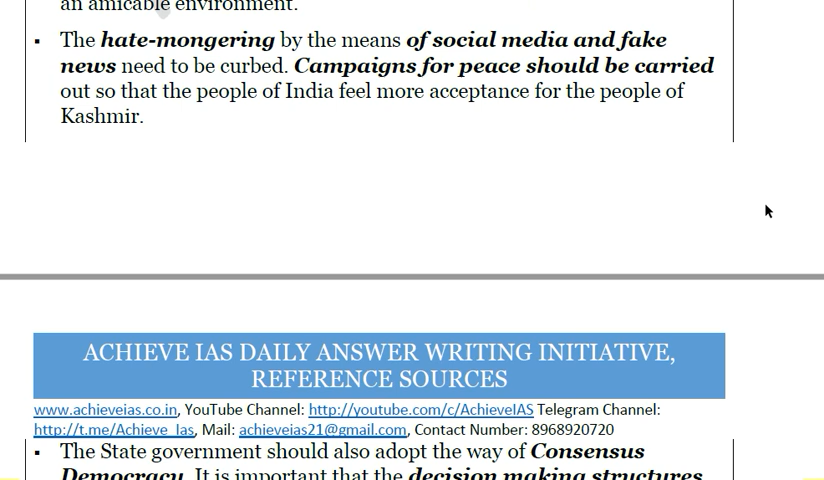 an amicable environment.
▪ The hate-mongering by the means of social media and fake
news need to be curbed. Campaigns for peace should be carried
out so that the people of India feel more acceptance for the people of
Kashmir.
ACHIEVE IAS DAILY ANSWER WRITING INITIATIVE,
REFERENCE SOURCES
www.achieveias.co.in, YouTube Channel: http://youtube.com/c/AchieveIAS Telegram Channel:
http://t.me/Achieve_Ias, Mail: achieveias21@gmail.com, Contact Number: 8968920720
▪ The State government should also adopt the way of Consensus
Democracy. It is important that the decision making structures